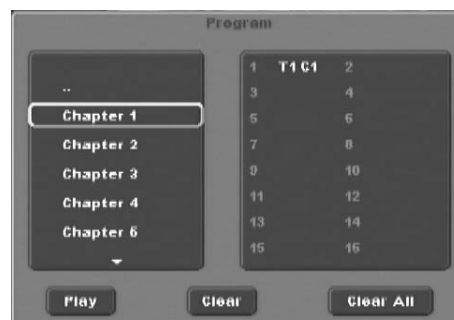 Program
..
Chapter 1
Chapter 2
Chapter 3
Chapter 4
Chapter 5
1 T1 C1 2
3 4
5 6
7 8
9 10
11 12
13 14
15 16
Play Clear Clear All